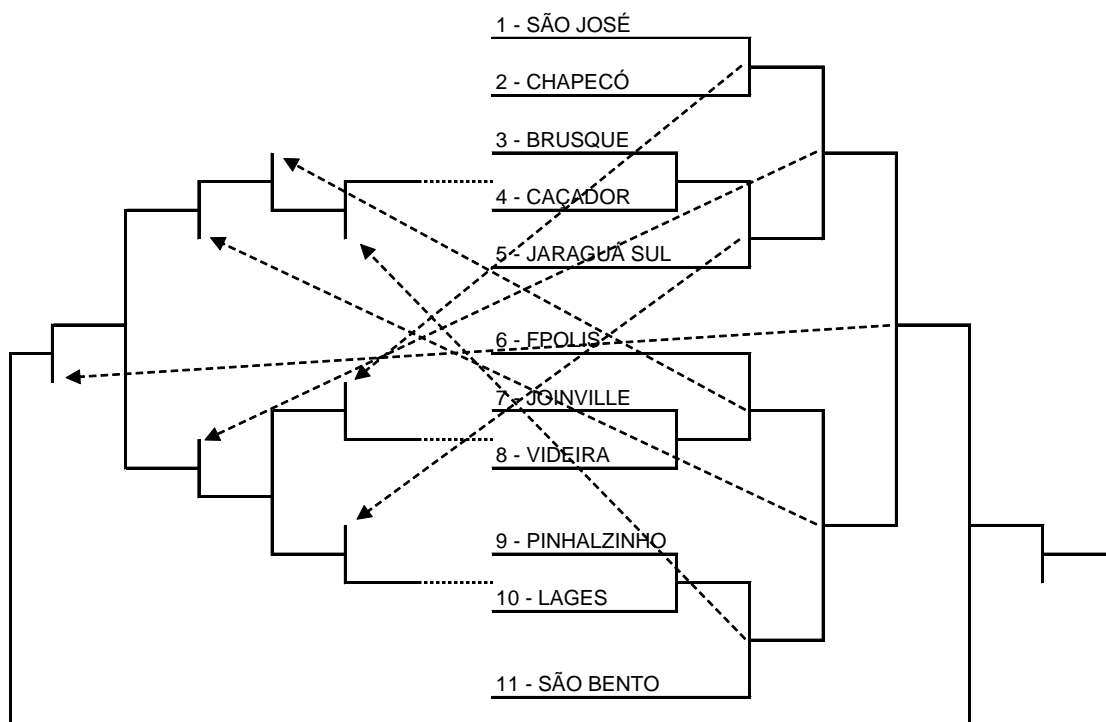 1 - SÃO JOSÉ
2 - CHAPECÓ
3 - BRUSQUE
4 - CAÇADOR
5 - JARAGUÁ SUL
6 - FPOLIS
7 - JOINVILLE
8 - VIDEIRA
9 - PINHALZINHO
10 - LAGES
11 - SÃO BENTO